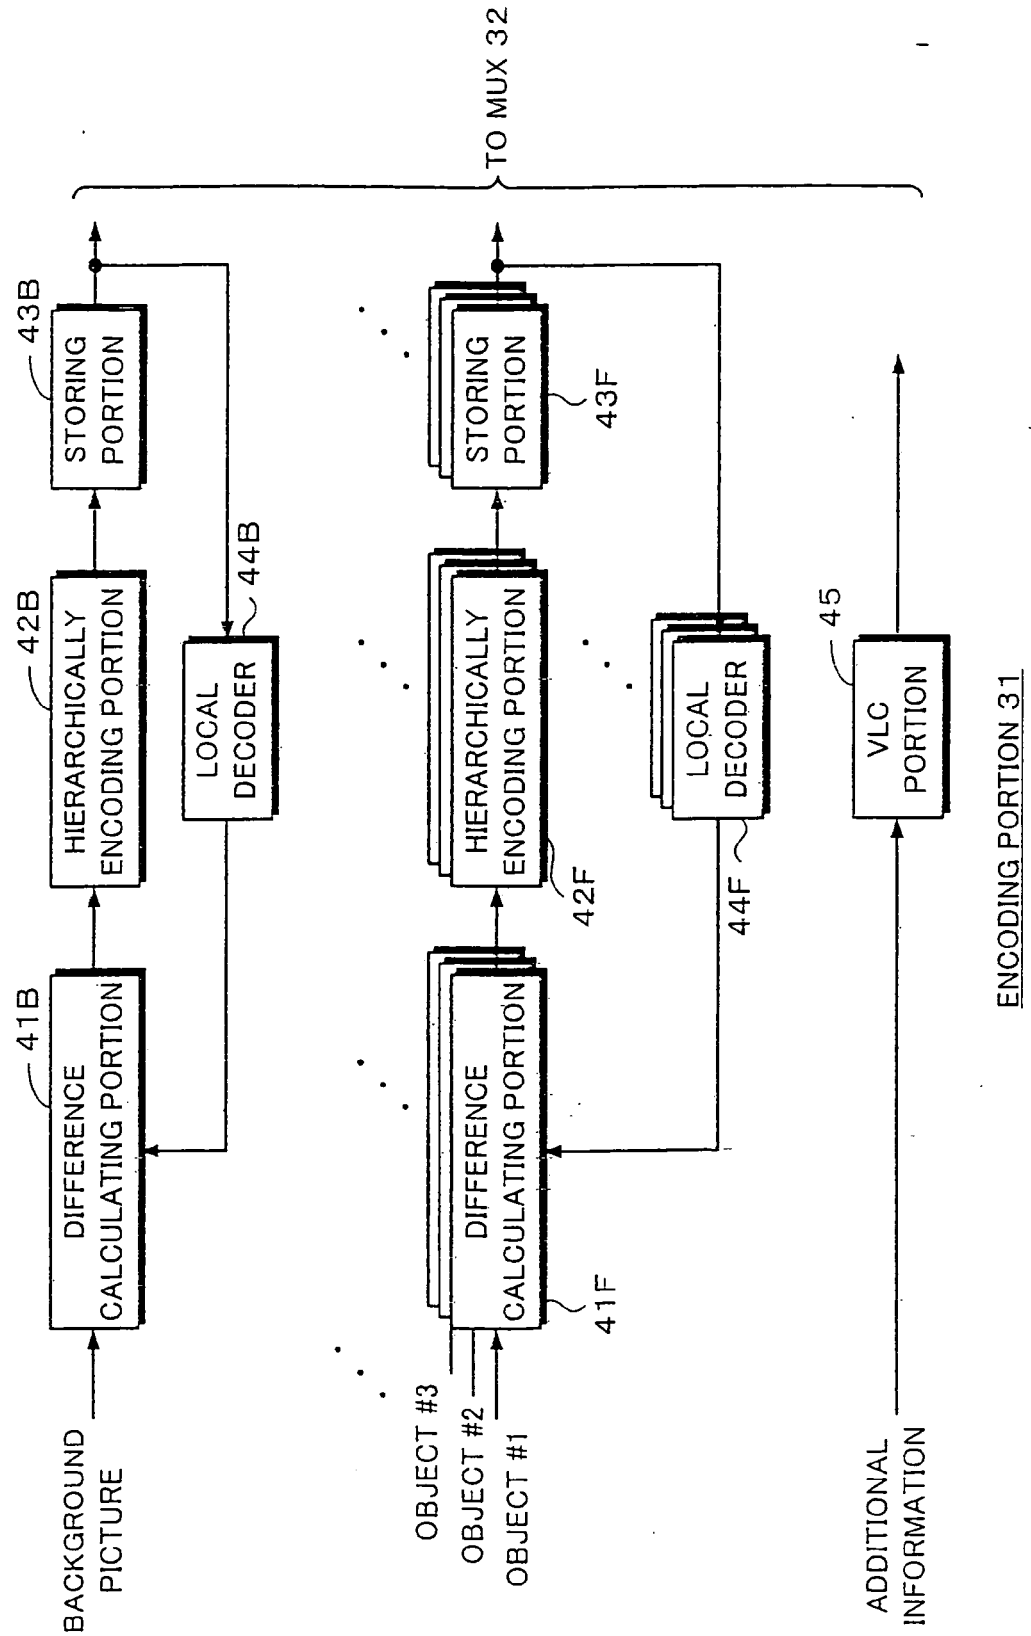 BACKGROUND
PICTURE
41B
DIFFERENCE
CALCULATING PORTION
42B
HIERARCHICALLY
ENCODING PORTION
43B
STORING
PORTION
LOCAL
DECODER
44B
TO MUX 32
OBJECT #3
OBJECT #2
OBJECT #1
DIFFERENCE
CALCULATING PORTION
41F
HIERARCHICALLY
ENCODING PORTION
42F
STORING
PORTION
43F
LOCAL
DECODER
44F
ADDITIONAL
INFORMATION
45
VLC
PORTION
ENCODING PORTION 31